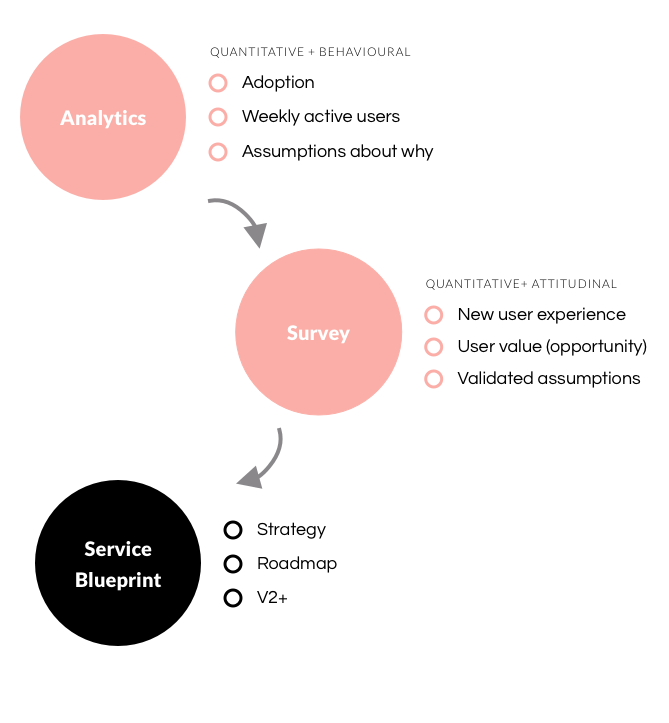 QUANTITATIVE + BEHAVIOURAL
Analytics
Adoption
Weekly active users
Assumptions about why
QUANTITATIVE+ ATTITUDINAL
Survey
New user experience
User value (opportunity)
Validated assumptions
Service
Blueprint
Strategy
Roadmap
V2+